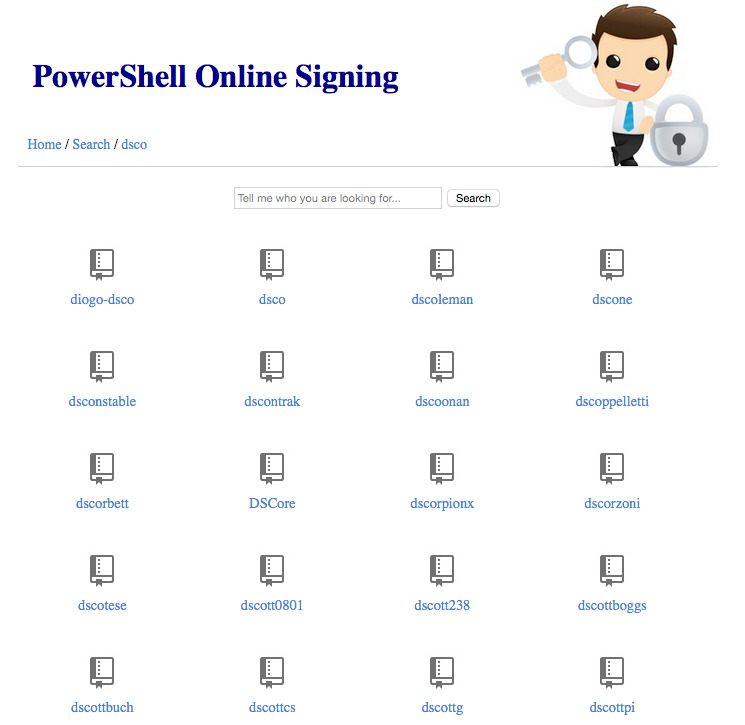 PowerShell Online Signing
Home / Search / dsco
Tell me who you are looking for... Search
diogo-dsco dsco dscoleman dscone
dsconstable dscontrak dscoonan dscoppelletti
dscorbett DSCore dscorpionx dscorzoni
dscotese dscott0801 dscott238 dscottboggs
dscottbuch dscottcs dscottg dscottpi